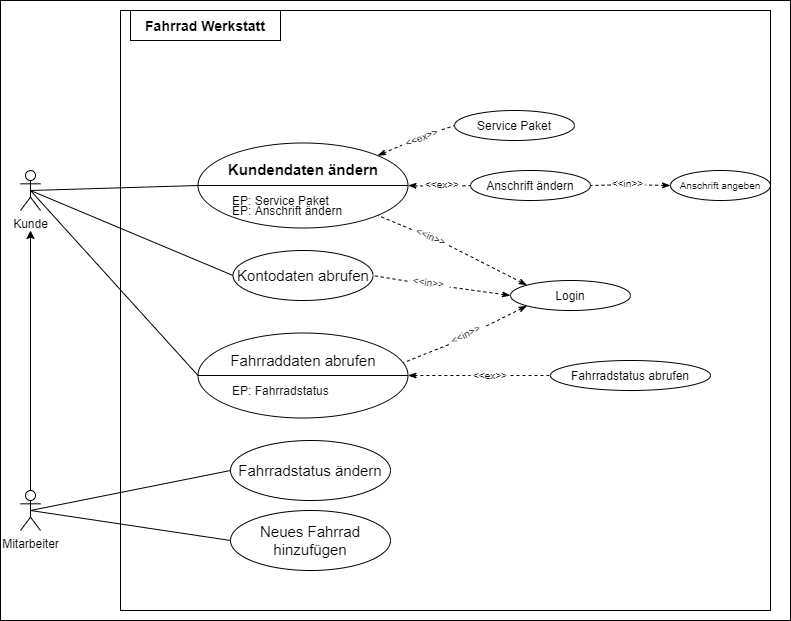 Fahrrad Werkstatt
Service Paket
<<ex>>
Kundendaten ändern
EP: Service Paket
EP: Anschrift ändern
<<ex>>
Anschrift ändern
<<in>>
Anschrift angeben
Kunde
<<in>>
Kontodaten abrufen
<<in>>
Login
<<in>>
Fahrraddaten abrufen
EP: Fahrradstatus
<<ex>>
Fahrradstatus abrufen
Fahrradstatus ändern
Mitarbeiter
Neues Fahrrad
hinzufügen